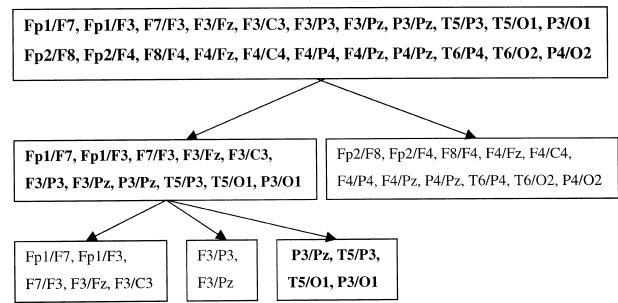 Fp1/F7, Fp1/F3, F7/F3, F3/Fz, F3/C3, F3/P3, F3/Pz, P3/Pz, T5/P3, T5/O1, P3/O1
Fp2/F8, Fp2/F4, F8/F4, F4/Fz, F4/C4, F4/P4, F4/Pz, P4/Pz, T6/P4, T6/O2, P4/O2
Fp1/F7, Fp1/F3, F7/F3, F3/Fz, F3/C3,
F3/P3, F3/Pz, P3/Pz, T5/P3, T5/O1, P3/O1
Fp2/F8, Fp2/F4, F8/F4, F4/Fz, F4/C4,
F4/P4, F4/Pz, P4/Pz, T6/P4, T6/O2, P4/O2
Fp1/F7, Fp1/F3,
F7/F3, F3/Fz, F3/C3
F3/P3,
F3/Pz
P3/Pz, T5/P3,
T5/O1, P3/O1